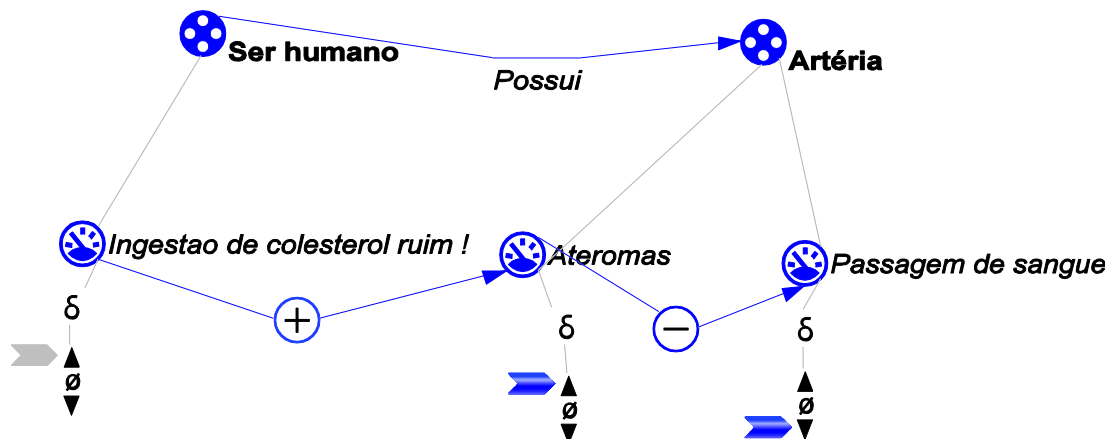 Ser humano
Artéria
Possui
Ingestao de colesterol ruim !
Ateromas
Passagem de sangue
+
−
δ
δ
δ
ø
ø
ø